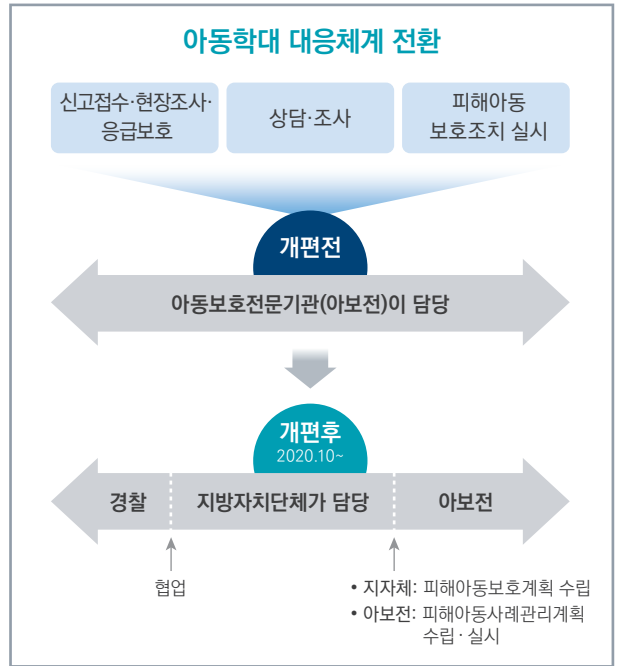 아동학대 대응체계 전환
신고접수·현장조사·
응급보호
상담·조사
피해아동
보호조치 실시
개편전
아동보호전문기관(아보전)이 담당
개편후
2020.10~
경찰
지방자치단체가 담당
아보전
협업
• 지자체: 피해아동보호계획 수립
• 아보전: 피해아동사례관리계획
수립·실시